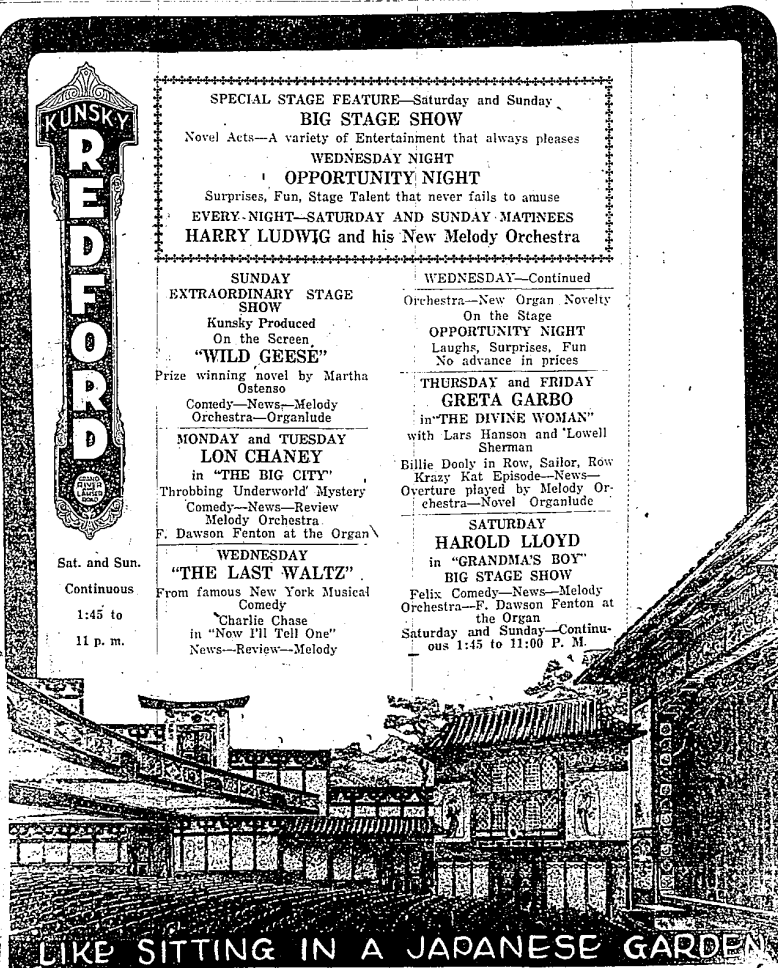 KUNSKY
REDFORD
GRAND
RIVER
at
LAHSER
ROAD
Sat. and Sun.
Continuous
1:45 to
11 p. m.
SPECIAL STAGE FEATURE—Saturday and Sunday
BIG STAGE SHOW
Novel Acts—A variety of Entertainment that always pleases
WEDNESDAY NIGHT
OPPORTUNITY NIGHT
Surprises, Fun, Stage Talent that never fails to amuse
EVERY NIGHT—SATURDAY AND SUNDAY MATINEES
HARRY LUDWIG and his New Melody Orchestra
SUNDAY
EXTRAORDINARY STAGE
SHOW
Kunsky Produced
On the Screen
"WILD GEESE"
Prize winning novel by Martha
Ostenso
Comedy—News—Melody
Orchestra—Organlude
MONDAY and TUESDAY
LON CHANEY
in "THE BIG CITY"
Throbbing Underworld Mystery
Comedy—News—Review
Melody Orchestra
F. Dawson Fenton at the Organ
WEDNESDAY
"THE LAST WALTZ"
From famous New York Musical
Comedy
Charlie Chase
in "Now I'll Tell One"
News—Review—Melody
WEDNESDAY—Continued
Orchestra—New Organ Novelty
On the Stage
OPPORTUNITY NIGHT
Laughs, Surprises, Fun
No advance in prices
THURSDAY and FRIDAY
GRETA GARBO
in "THE DIVINE WOMAN"
with Lars Hanson and Lowell
Sherman
Billie Dooly in Row, Sailor, Row
Krazy Kat Episode—News—
Overture played by Melody Or-
chestra—Novel Organlude
SATURDAY
HAROLD LLOYD
in "GRANDMA'S BOY"
BIG STAGE SHOW
Felix Comedy—News—Melody
Orchestra—F. Dawson Fenton at
the Organ
Saturday and Sunday—Continu-
ous 1:45 to 11:00 P. M.
LIKE SITTING IN A JAPANESE GARDEN